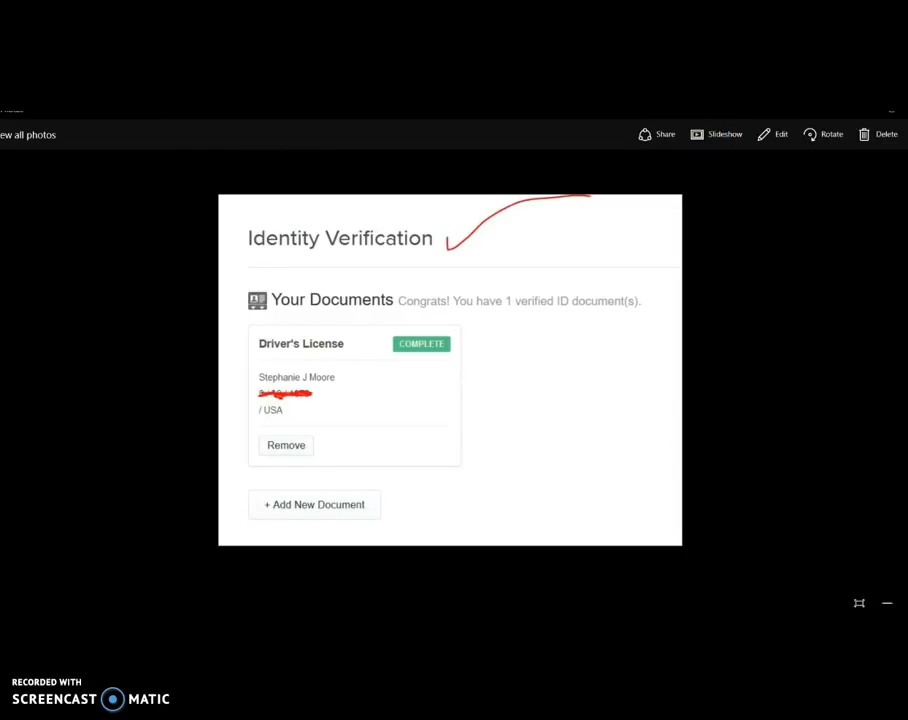 ew all photos
Share
Slideshow
Edit
Rotate
Delete
Identity Verification
Your Documents Congrats! You have 1 verified ID document(s).
Driver's License COMPLETE
Stephanie J Moore
/ USA
Remove
+ Add New Document
RECORDED WITH
SCREENCAST MATIC